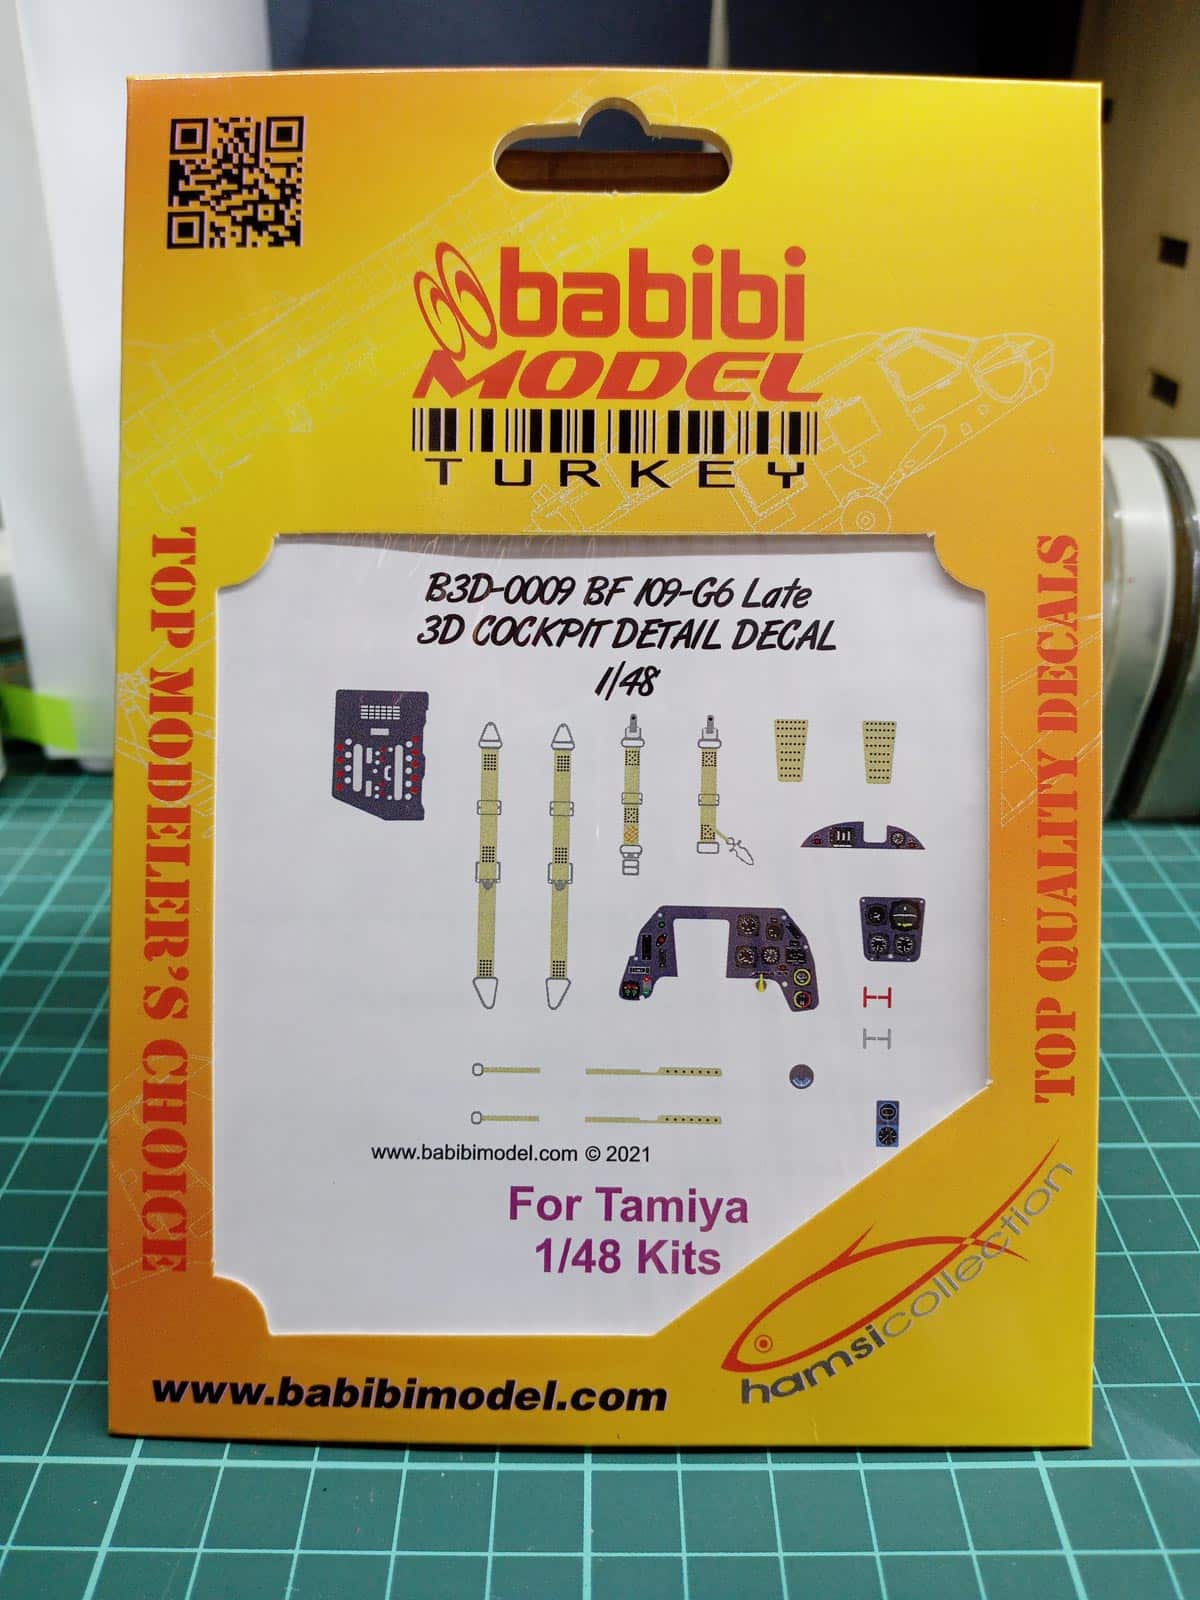 babibi
MODEL
TURKEY
TOP MODELER'S CHOICE
TOP QUALITY DECALS
B3D-0009 BF 109-G6 Late
3D COCKPIT DETAIL DECAL
1/48
www.babibimodel.com © 2021
For Tamiya
1/48 Kits
hamsicollection
www.babibimodel.com